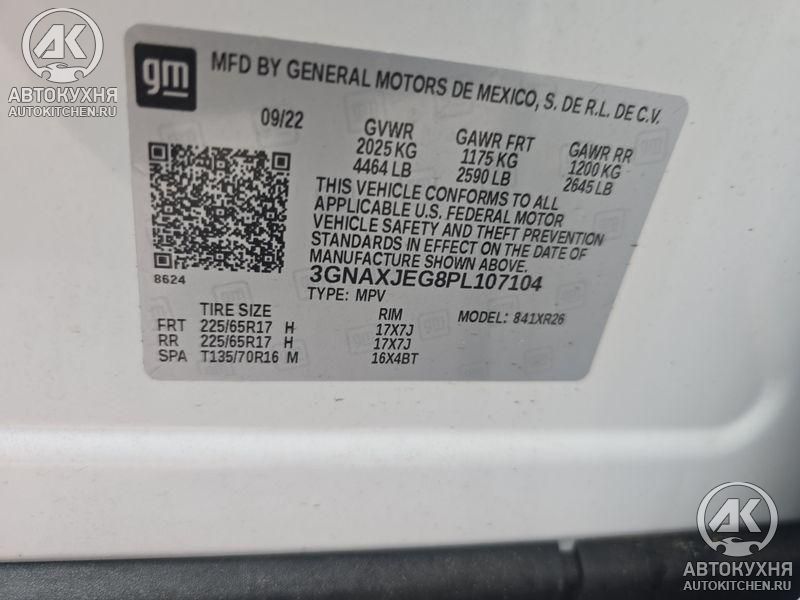 AK
АВТОКУХНЯ
AUTOKITCHEN.RU
gm
MFD BY GENERAL MOTORS DE MEXICO, S. DE R.L. DE C.V.
09/22 GVWR GAWR FRT GAWR RR
2025 KG 1175 KG 1200 KG
4464 LB 2590 LB 2645 LB
THIS VEHICLE CONFORMS TO ALL
APPLICABLE U.S. FEDERAL MOTOR
VEHICLE SAFETY AND THEFT PREVENTION
STANDARDS IN EFFECT ON THE DATE OF
MANUFACTURE SHOWN ABOVE.
8624
3GNAXJEG8PL107104
TYPE: MPV
TIRE SIZE RIM MODEL: 841XR26
FRT 225/65R17 H 17X7J
RR 225/65R17 H 17X7J
SPA T135/70R16 M 16X4BT
AK
АВТОКУХНЯ
AUTOKITCHEN.RU